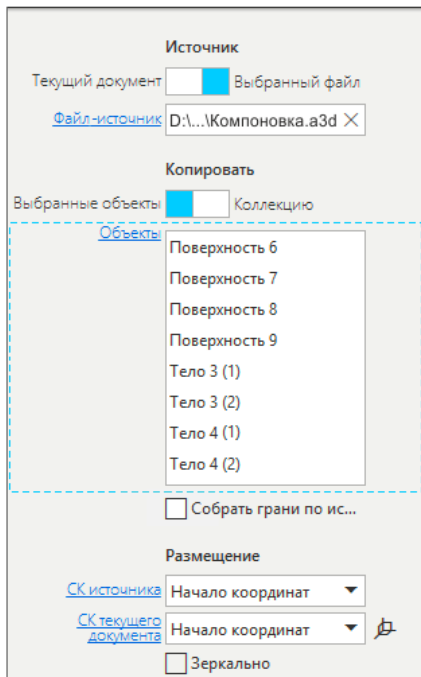 Источник
Текущий документ Выбранный файл
Файл-источник D:\...\Компоновка.a3d
Копировать
Выбранные объекты Коллекцию
Объекты
Поверхность 6
Поверхность 7
Поверхность 8
Поверхность 9
Тело 3 (1)
Тело 3 (2)
Тело 4 (1)
Тело 4 (2)
Собрать грани по ис...
Размещение
СК источника Начало координат
СК текущего
документа Начало координат
Зеркально